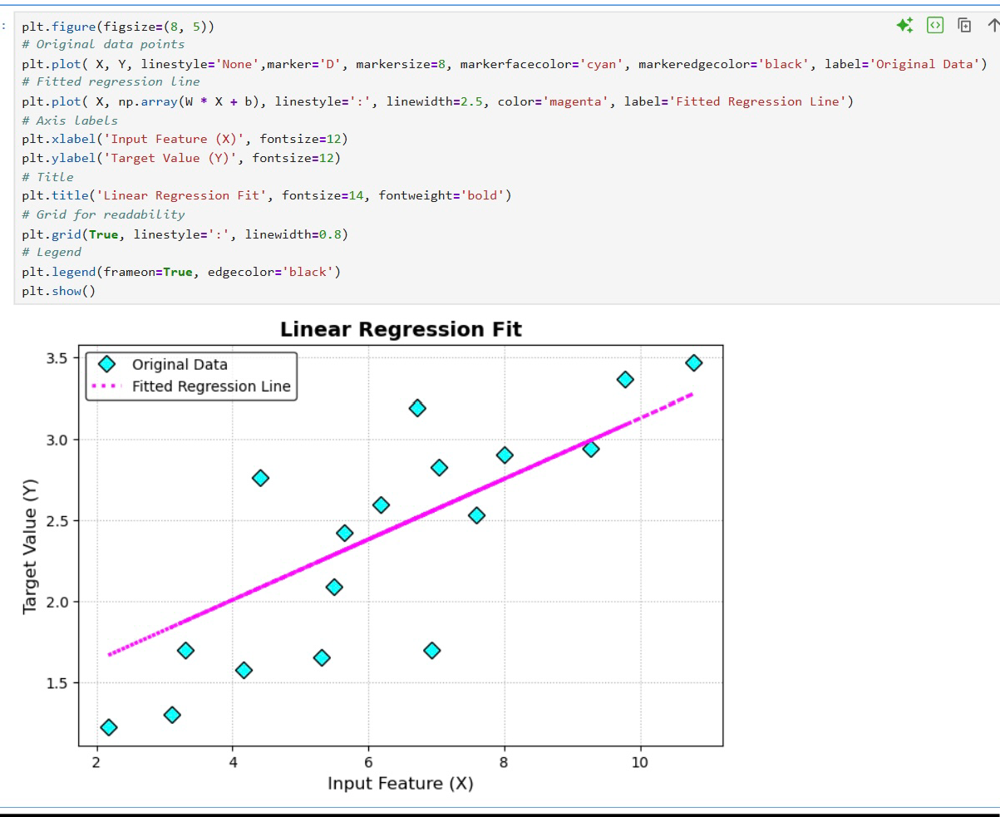 :
plt.figure(figsize=(8, 5))
# Original data points
plt.plot( X, Y, linestyle='None',marker='D', markersize=8, markerfacecolor='cyan', markeredgecolor='black', label='Original Data')
# Fitted regression line
plt.plot( X, np.array(W * X + b), linestyle=':', linewidth=2.5, color='magenta', label='Fitted Regression Line')
# Axis labels
plt.xlabel('Input Feature (X)', fontsize=12)
plt.ylabel('Target Value (Y)', fontsize=12)
# Title
plt.title('Linear Regression Fit', fontsize=14, fontweight='bold')
# Grid for readability
plt.grid(True, linestyle=':', linewidth=0.8)
# Legend
plt.legend(frameon=True, edgecolor='black')
plt.show()
Linear Regression Fit
Original Data
Fitted Regression Line
3.5
3.0
2.5
2.0
1.5
Target Value (Y)
2 4 6 8 10
Input Feature (X)